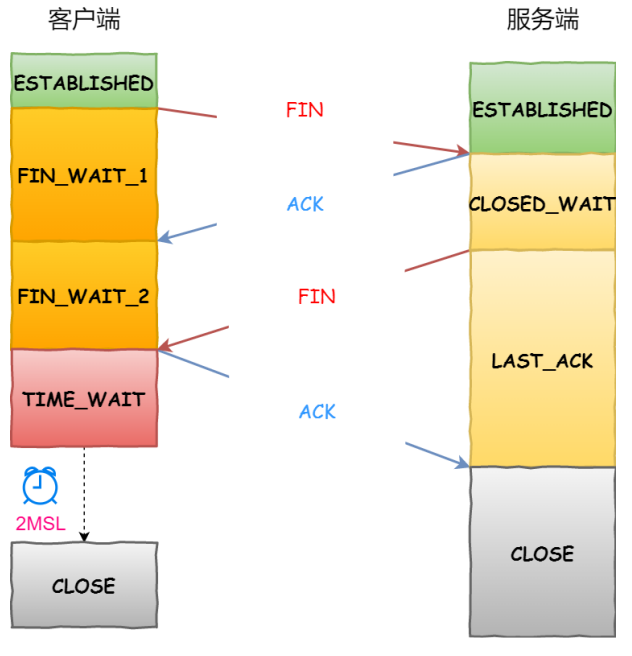 客户端
服务端
ESTABLISHED
ESTABLISHED
FIN
FIN_WAIT_1
CLOSED_WAIT
ACK
FIN_WAIT_2
FIN
LAST_ACK
TIME_WAIT
ACK
2MSL
CLOSE
CLOSE